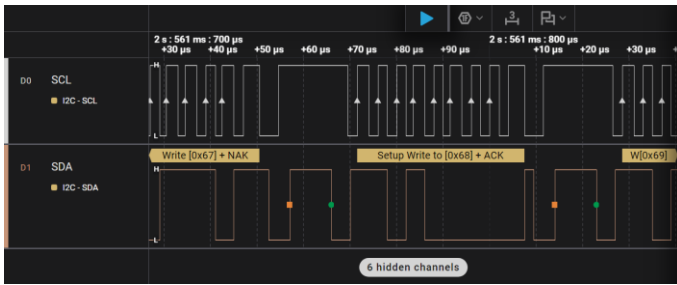 3
2 s : 561 ms : 700 µs
2 s : 561 ms : 800 µs
+30 µs +40 µs +50 µs +60 µs +70 µs +80 µs +90 µs +10 µs +20 µs +30 µs +
D0 SCL
I2C - SCL
H
L
Write [0x67] + NAK
Setup Write to [0x68] + ACK
W[0x69]
D1 SDA
I2C - SDA
H
L
6 hidden channels